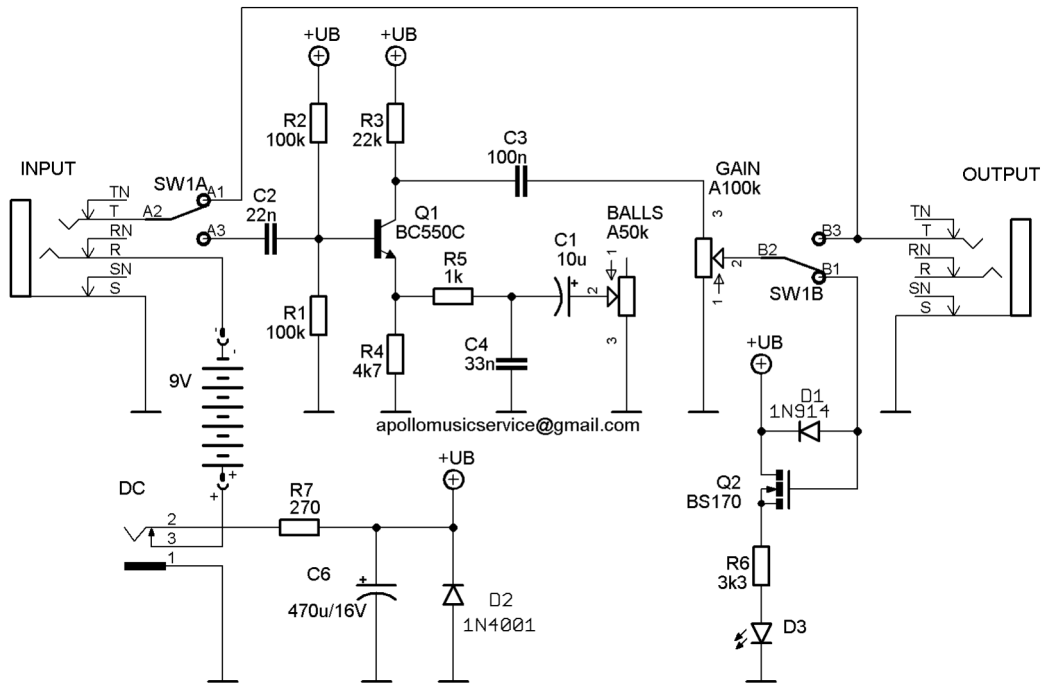 +UB
+UB
R2
100k
R3
22k
C3
100n
INPUT
SW1A
A1
A2
A3
TN
T
RN
R
SN
S
C2
22n
Q1
BC550C
GAIN
A100k
3
2
1
OUTPUT
TN
T
RN
R
SN
S
B3
B2
B1
SW1B
BALLS
A50k
1
2
3
C1
10u
+
R5
1k
R1
100k
R4
4k7
C4
33n
apollomusicservice@gmail.com
9V
-
-
+
+
+UB
D1
1N914
Q2
BS170
R6
3k3
D3
DC
2
3
1
R7
270
+UB
C6
470u/16V
+
D2
1N4001